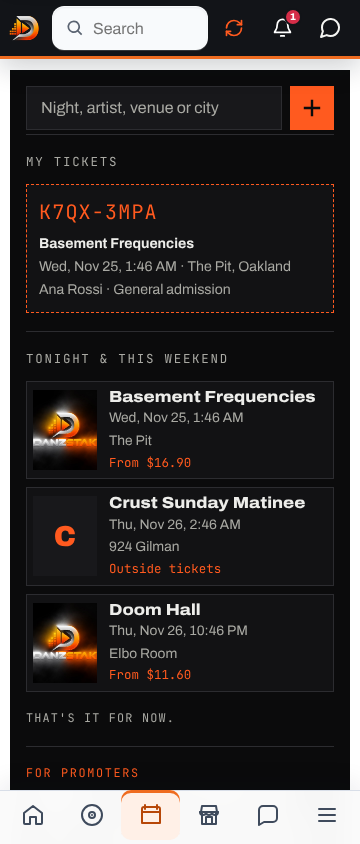 Search
1
Night, artist, venue or city
+
MY TICKETS
K7QX-3MPA
Basement Frequencies
Wed, Nov 25, 1:46 AM · The Pit, Oakland
Ana Rossi · General admission
TONIGHT & THIS WEEKEND
DANZSTAK
Basement Frequencies
Wed, Nov 25, 1:46 AM
The Pit
From $16.90
C
Crust Sunday Matinee
Thu, Nov 26, 2:46 AM
924 Gilman
Outside tickets
DANZSTAK
Doom Hall
Thu, Nov 26, 10:46 PM
Elbo Room
From $11.60
THAT'S IT FOR NOW.
FOR PROMOTERS